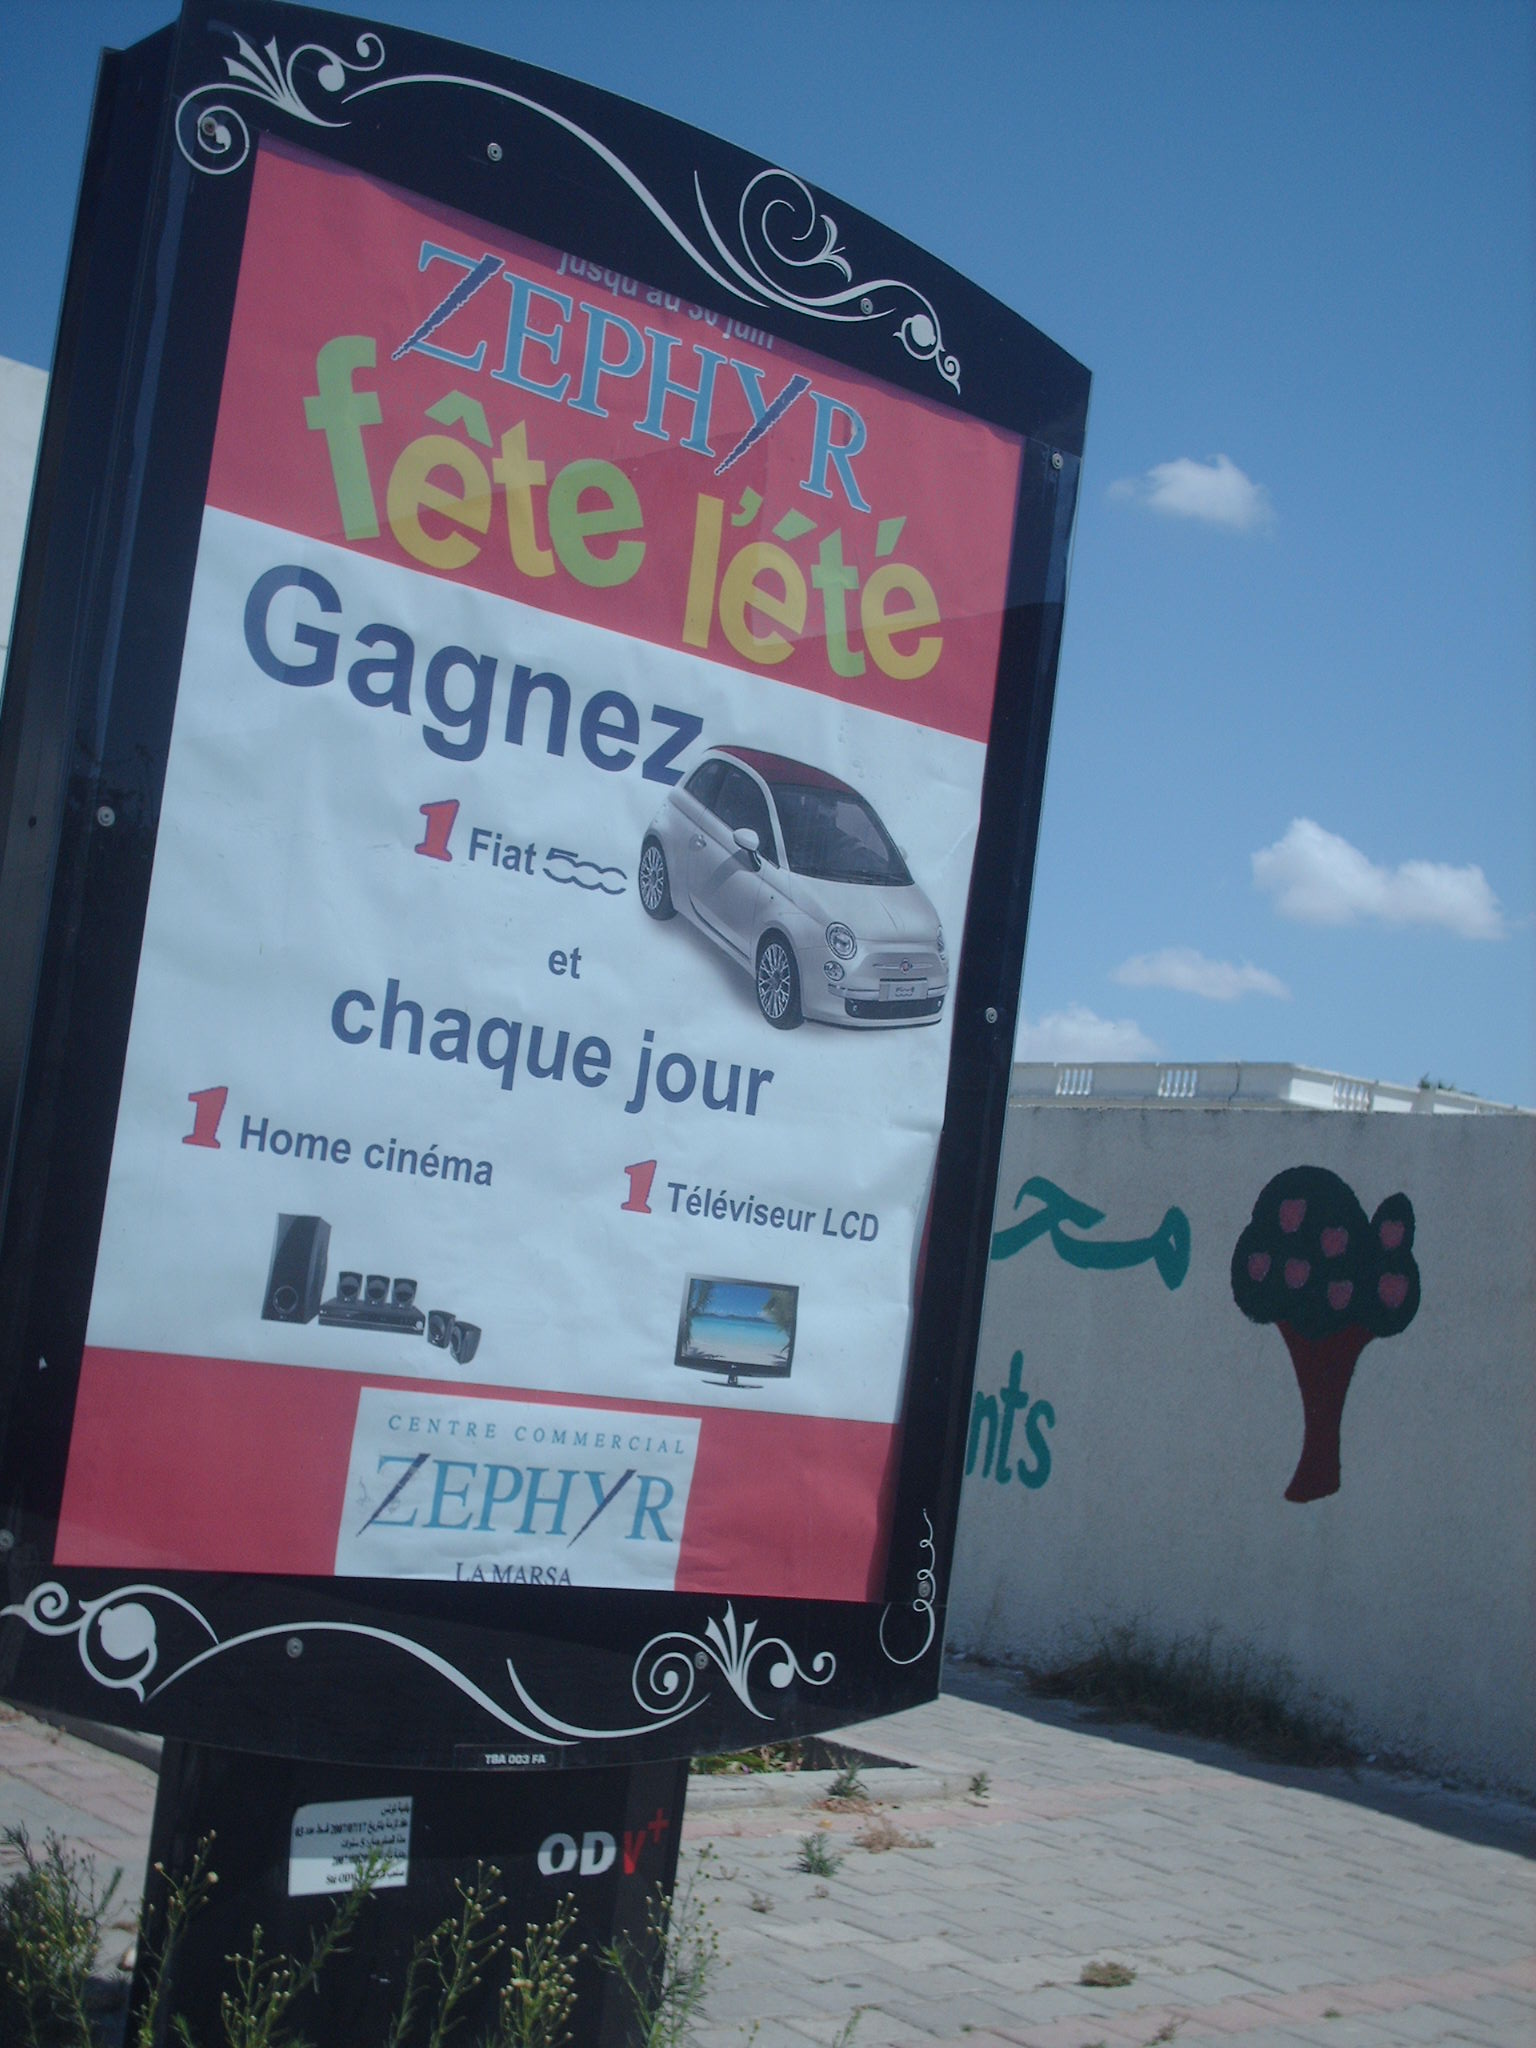 jusqu'au 30 juin
ZEPHYR
fête l'été
Gagnez
1 Fiat 500
et
chaque jour
1 Home cinéma
1 Téléviseur LCD
CENTRE COMMERCIAL
ZEPHYR
LA MARSA
TBA 003 FA
ODV+
محـ
nts